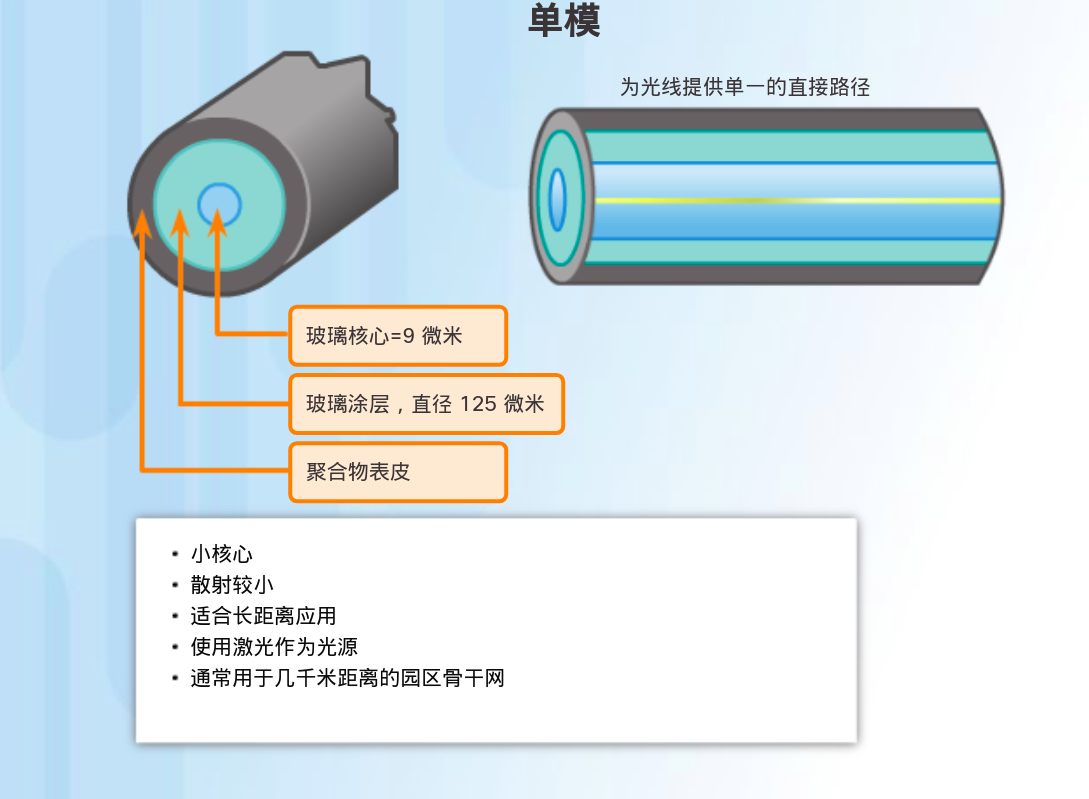 单模
为光线提供单一的直接路径
玻璃核心=9 微米
玻璃涂层，直径 125 微米
聚合物表皮
• 小核心
• 散射较小
• 适合长距离应用
• 使用激光作为光源
• 通常用于几千米距离的园区骨干网